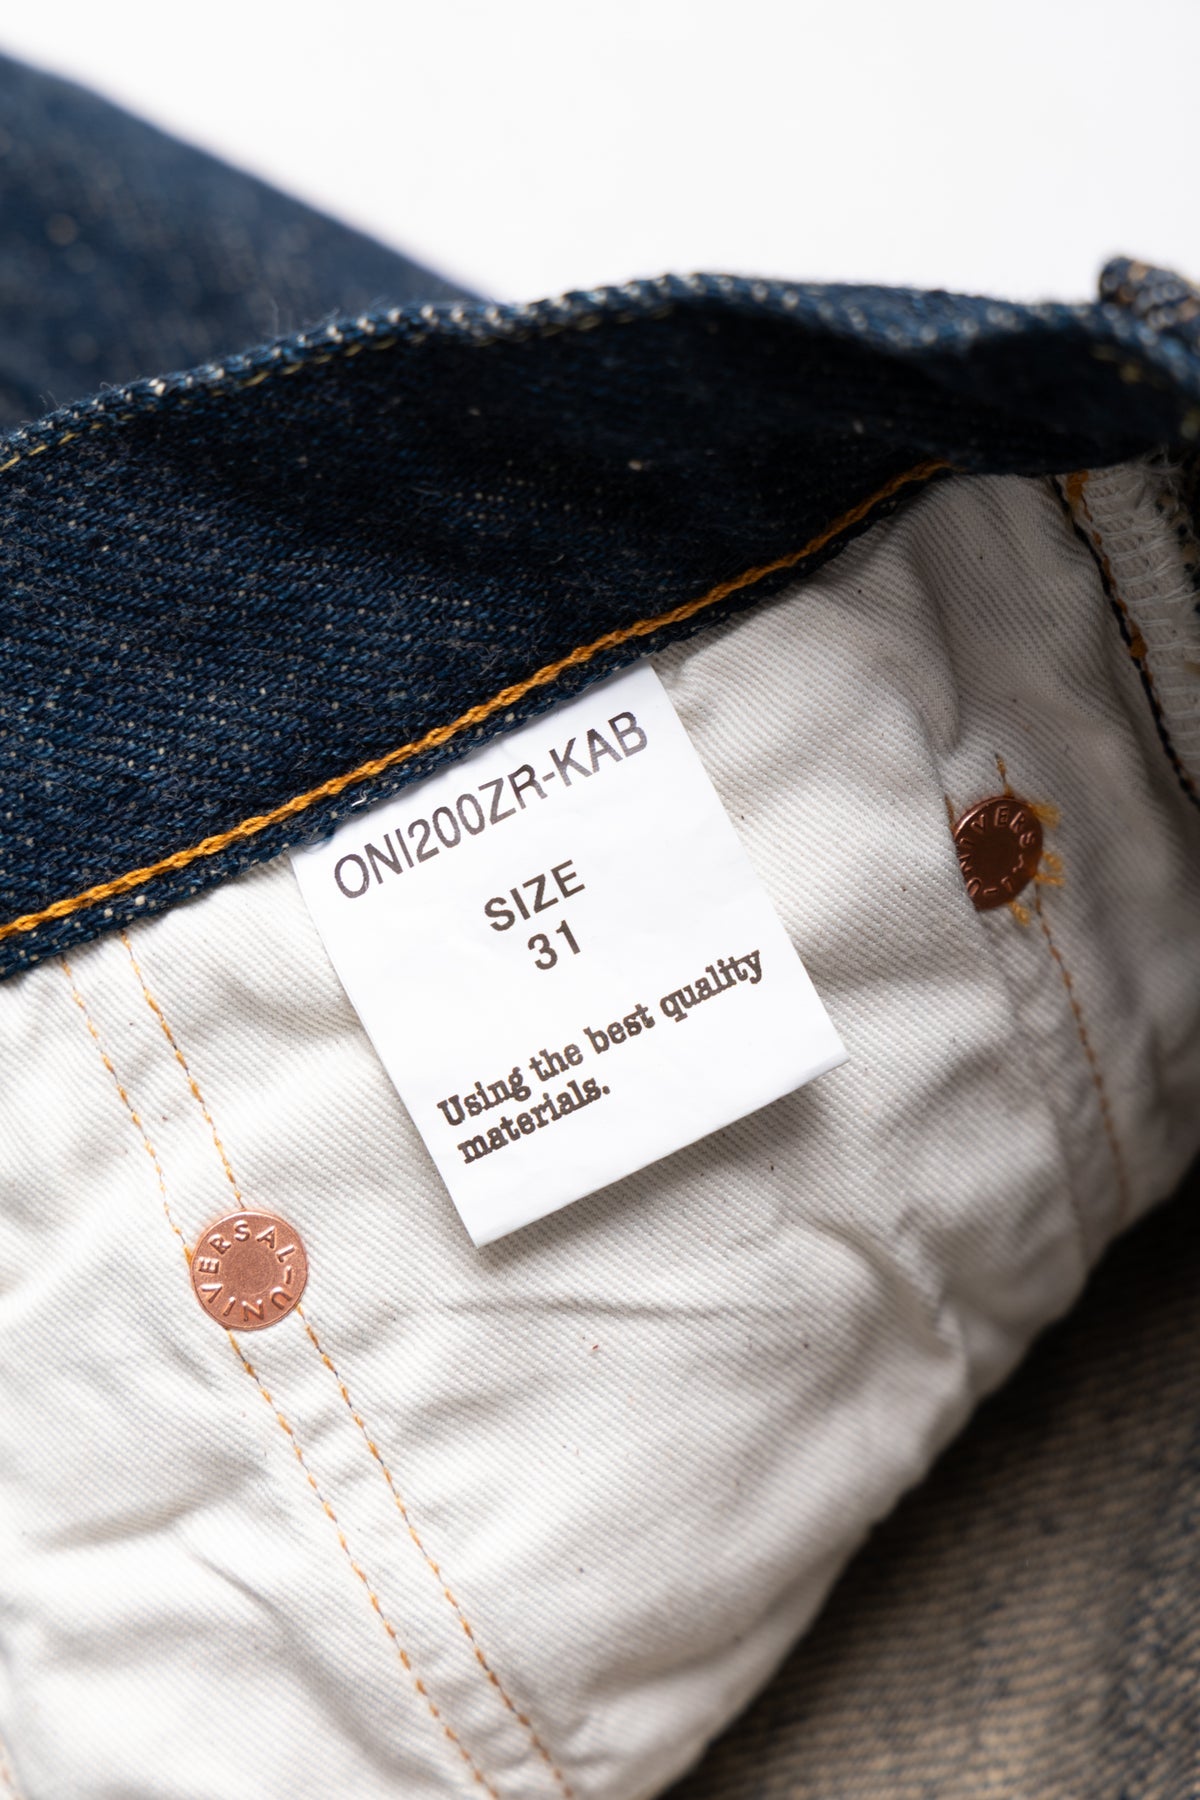 ONI200ZR-KAB
SIZE
31
Using the best quality
materials.
UNIVERSAL
UNIVERSAL